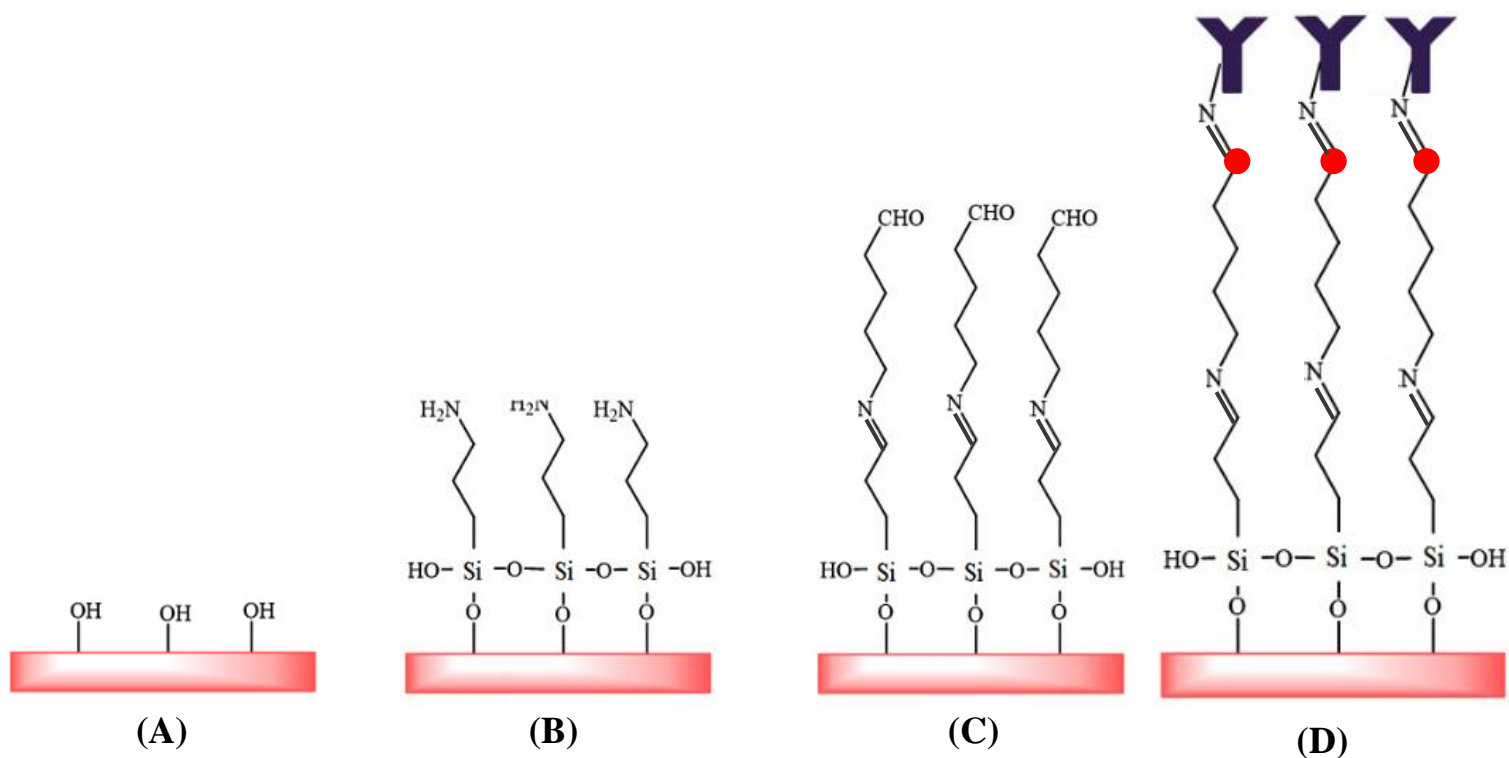 OH OH OH
(A)
H₂N H₂N H₂N
HO– Si –O– Si –O– Si –OH
O O O
(B)
CHO CHO CHO
N N N
HO– Si –O– Si –O– Si –OH
O O O
(C)
N N N
N N N
HO– Si –O– Si –O– Si –OH
O O O
(D)